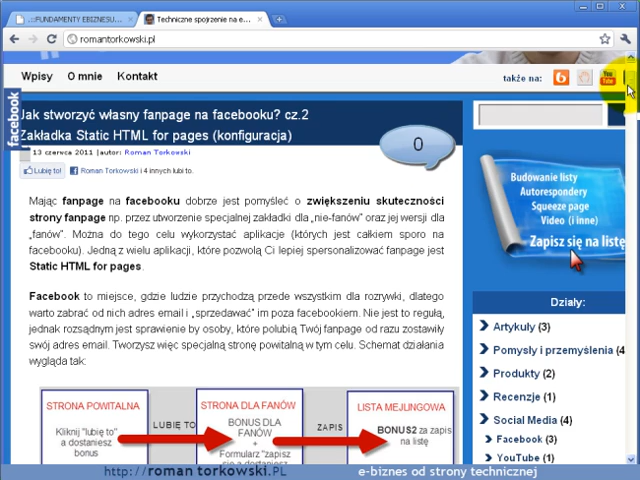 .::FUNDAMENTY EBIZNESU...
Techniczne spojrzenie na e...
romantorkowski.pl
Wpisy O mnie Kontakt
także na:
You
Tube
facebook
Jak stworzyć własny fanpage na facebooku? cz.2
Zakładka Static HTML for pages (konfiguracja)
0
13 czerwca 2011 | autor: Roman Torkowski
Lubię to!
Roman Torkowski i 4 innych lubi to.
Mając fanpage na facebooku dobrze jest pomyśleć o zwiększeniu skuteczności
strony fanpage np. przez utworzenie specjalnej zakładki dla „nie-fanów” oraz jej wersji dla
„fanów”. Można do tego celu wykorzystać aplikacje (których jest całkiem sporo na
facebooku). Jedną z wielu aplikacji, które pozwolą Ci lepiej spersonalizować fanpage jest
Static HTML for pages.
Facebook to miejsce, gdzie ludzie przychodzą przede wszystkim dla rozrywki, dlatego
warto zabrać od nich adres email i „sprzedawać” im poza facebookiem. Nie jest to regułą,
jednak rozsądnym jest sprawienie by osoby, które polubią Twój fanpage od razu zostawiły
swój adres email. Tworzysz więc specjalną stronę powitalną w tym celu. Schemat działania
wygląda tak:
STRONA POWITALNA
Kliknij "lubię to"
a dostaniesz
bonus
LUBIĘ TO
STRONA DLA FANÓW
BONUS DLA
FANÓW
+
Formularz "zapisz
się a dostaniesz
ZAPIS
LISTA MEJLINGOWA
BONUS2 za zapis
na listę
Budowanie listy
Autorespondery
Squeeze page
Video (i inne)
Zapisz się na listę
Działy:
Artykuły (3)
Pomysły i przemyślenia (4
Produkty (2)
Recenzje (1)
Social Media (4)
Facebook (3)
YouTube (1)
http://roman torkowski.PL
e-biznes od strony technicznej